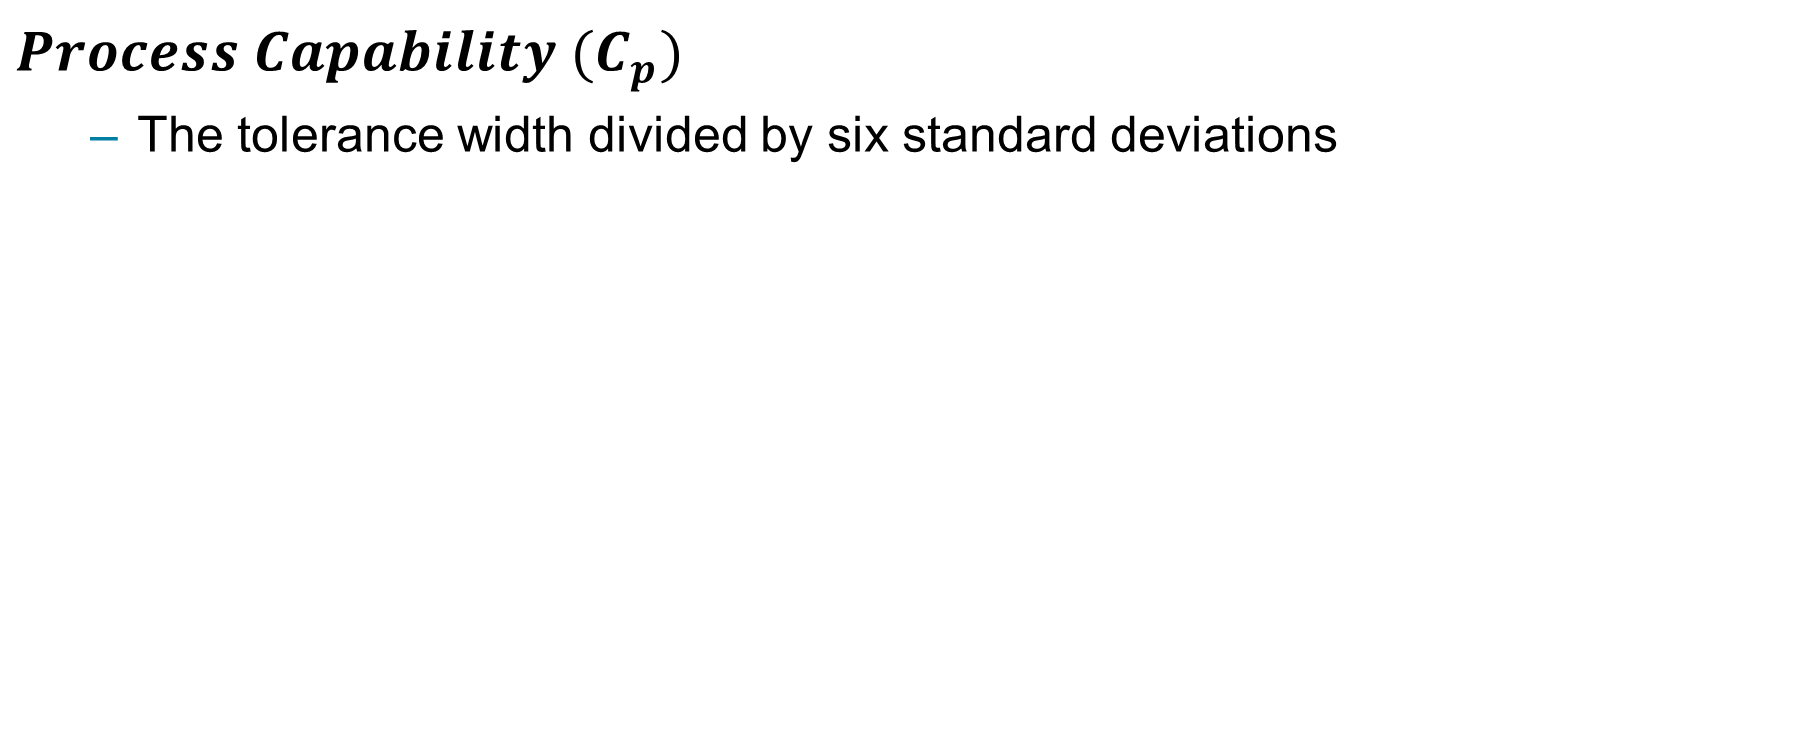 Process Capability (Cp)
– The tolerance width divided by six standard deviations